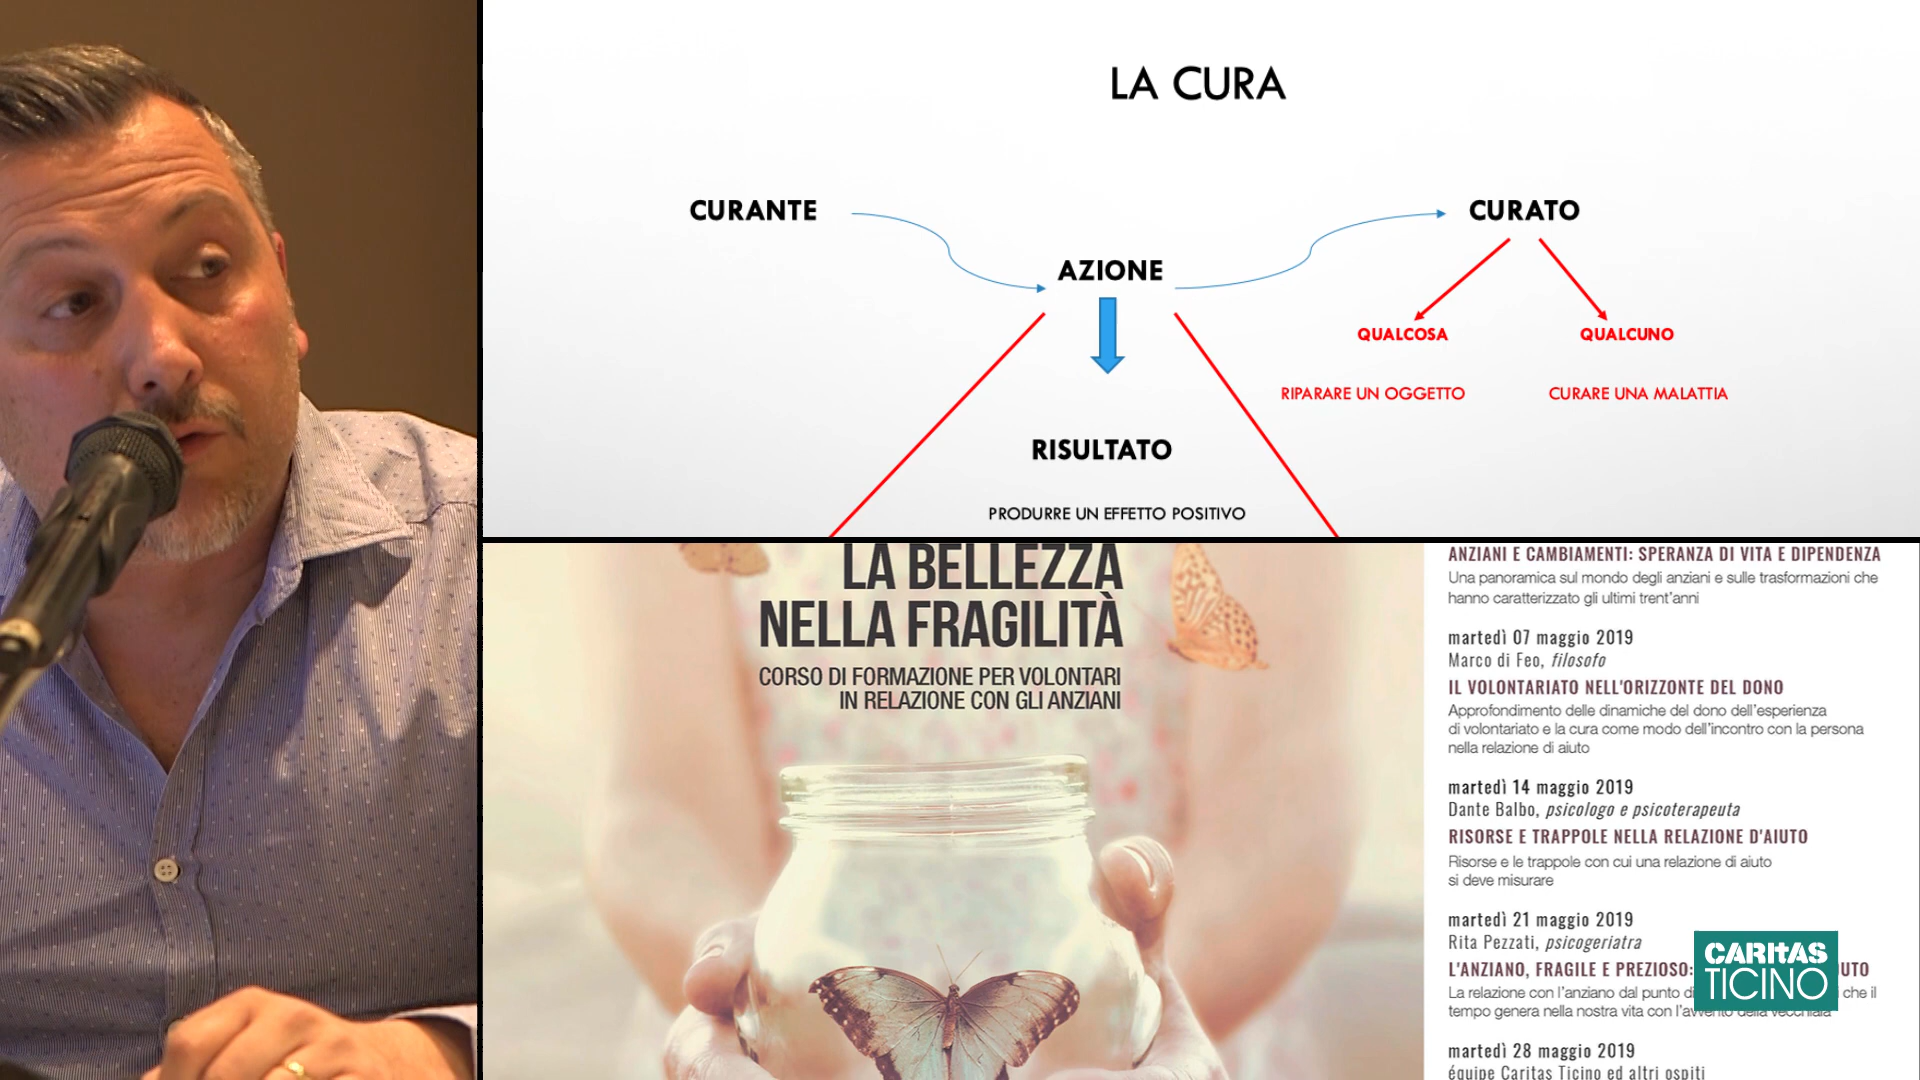 LA CURA
CURANTE
CURATO
AZIONE
QUALCOSA
QUALCUNO
RIPARARE UN OGGETTO
CURARE UNA MALATTIA
RISULTATO
PRODURRE UN EFFETTO POSITIVO
LA BELLEZZA
NELLA FRAGILITÀ
CORSO DI FORMAZIONE PER VOLONTARI
IN RELAZIONE CON GLI ANZIANI
ANZIANI E CAMBIAMENTI: SPERANZA DI VITA E DIPENDENZA
Una panoramica sul mondo degli anziani e sulle trasformazioni che
hanno caratterizzato gli ultimi trent'anni
martedì 07 maggio 2019
Marco di Feo, filosofo
IL VOLONTARIATO NELL'ORIZZONTE DEL DONO
Approfondimento delle dinamiche del dono dell'esperienza
di volontariato e la cura come modo dell'incontro con la persona
nella relazione di aiuto
martedì 14 maggio 2019
Dante Balbo, psicologo e psicoterapeuta
RISORSE E TRAPPOLE NELLA RELAZIONE D'AIUTO
Risorse e le trappole con cui una relazione di aiuto
si deve misurare
martedì 21 maggio 2019
Rita Pezzati, psicogeriatra
L'ANZIANO, FRAGILE E PREZIOSO:
La relazione con l'anziano dal punto di che il
tempo genera nella nostra vita con l'avvento della vecchiaia
martedì 28 maggio 2019
équipe Caritas Ticino ed altri ospiti
CARITAS
TICINO